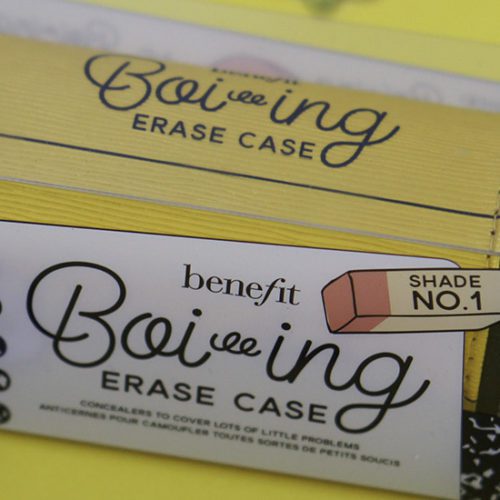 benefit
Boi-ing
ERASE CASE
benefit
SHADE
NO.1
Boi-ing
ERASE CASE
CONCEALERS TO COVER LOTS OF LITTLE PROBLEMS
ANTICERNES POUR CAMOUFLER TOUTES SORTES DE PETITS SOUCIS